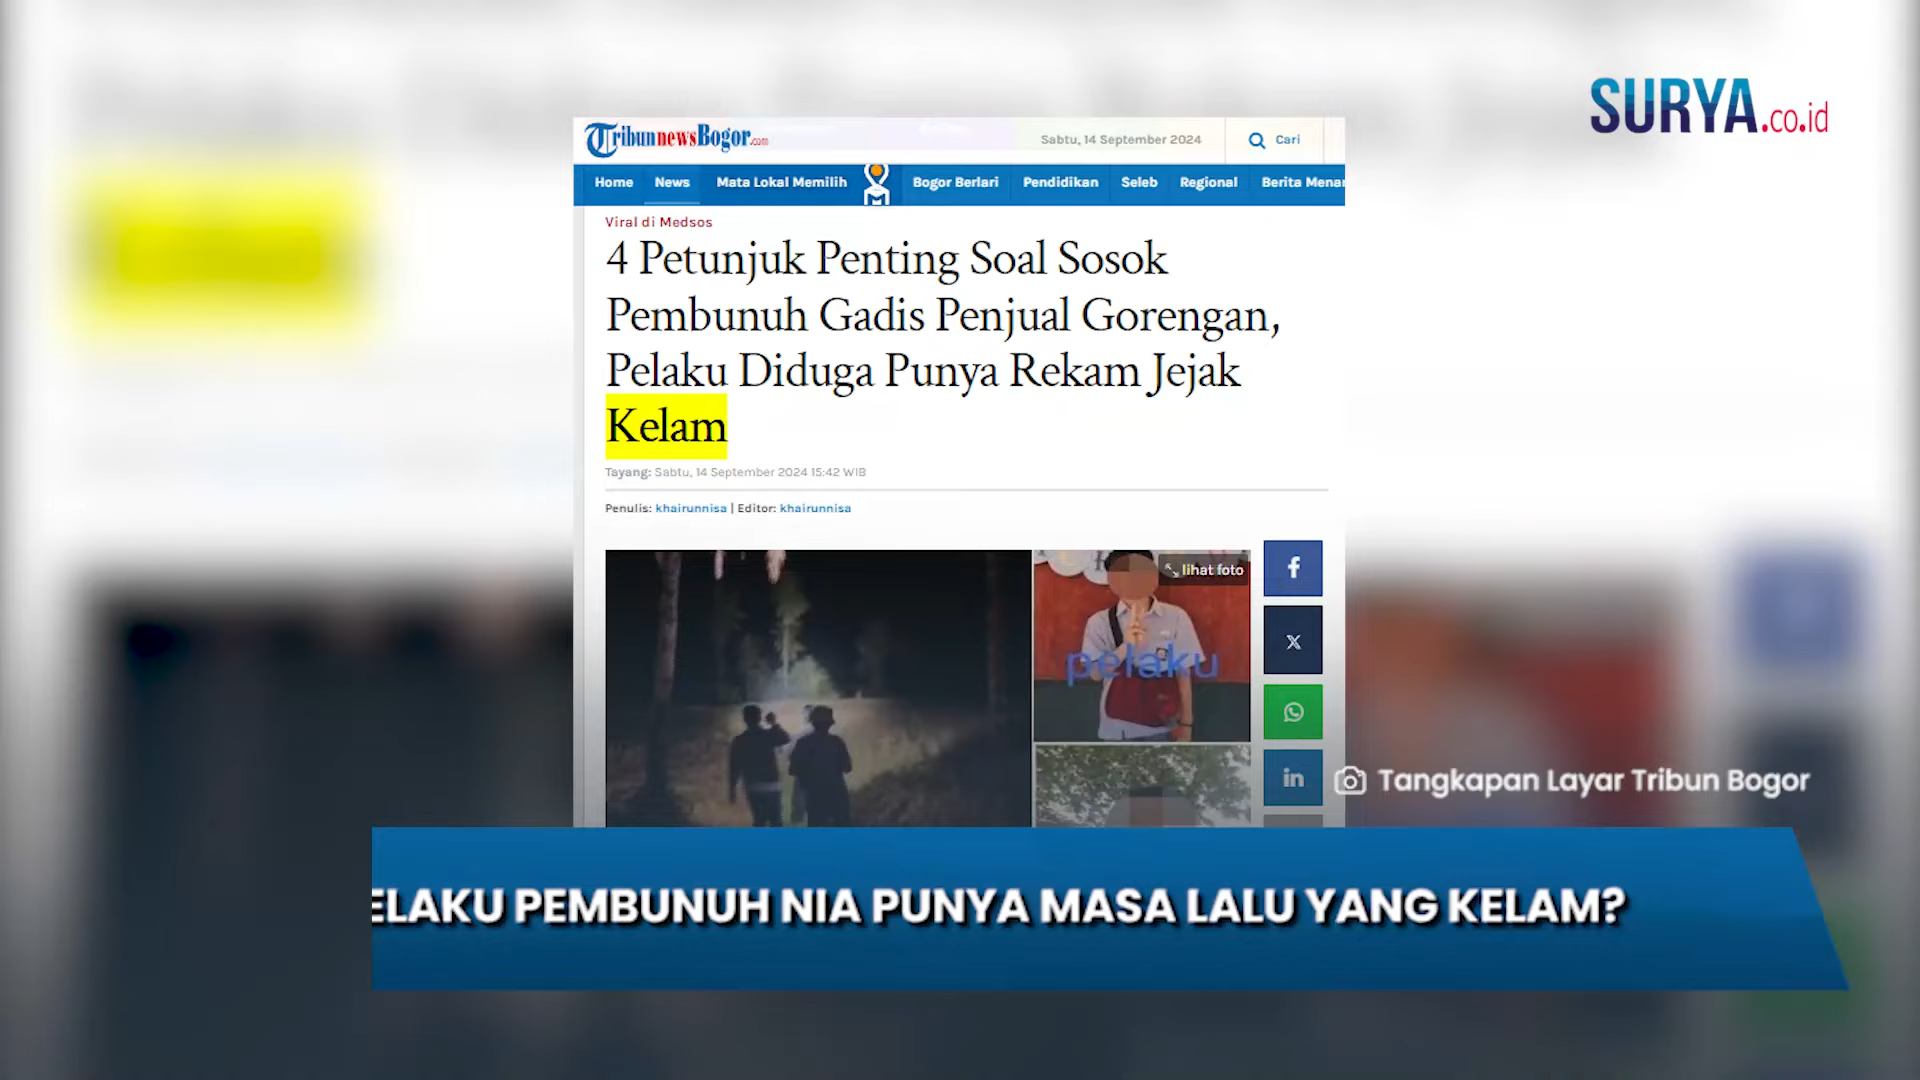 SURYA.co.id
TribunnewsBogor.com
Sabtu, 14 September 2024
Cari
Home News Mata Lokal Memilih Bogor Berlari Pendidikan Seleb Regional Berita Menar
Viral di Medsos
4 Petunjuk Penting Soal Sosok
Pembunuh Gadis Penjual Gorengan,
Pelaku Diduga Punya Rekam Jejak
Kelam
Tayang: Sabtu, 14 September 2024 15:42 WIB
Penulis: khairunnisa | Editor: khairunnisa
lihat foto
pelaku
Tangkapan Layar Tribun Bogor
ELAKU PEMBUNUH NIA PUNYA MASA LALU YANG KELAM?